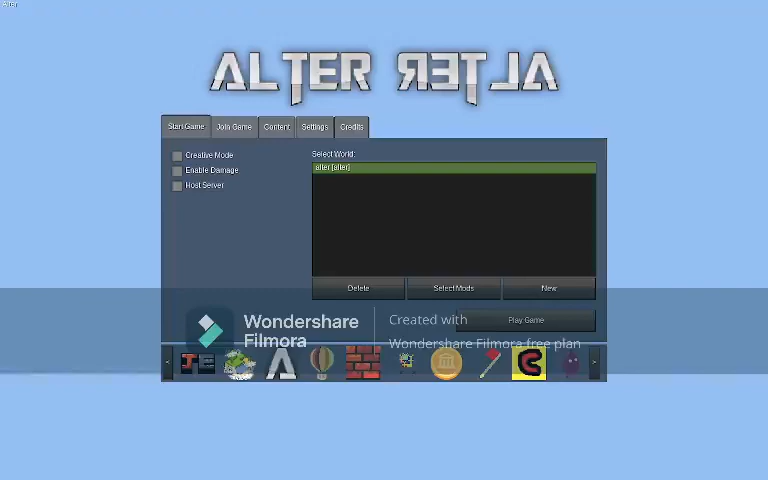 Alter
ALTER RETLA
Start Game Join Game Content Settings Credits
Creative Mode
Enable Damage
Host Server
Select World:
alter [alter]
Delete Select Mods New
Play Game
Wondershare
Filmora
Created with
Wondershare Filmora free plan